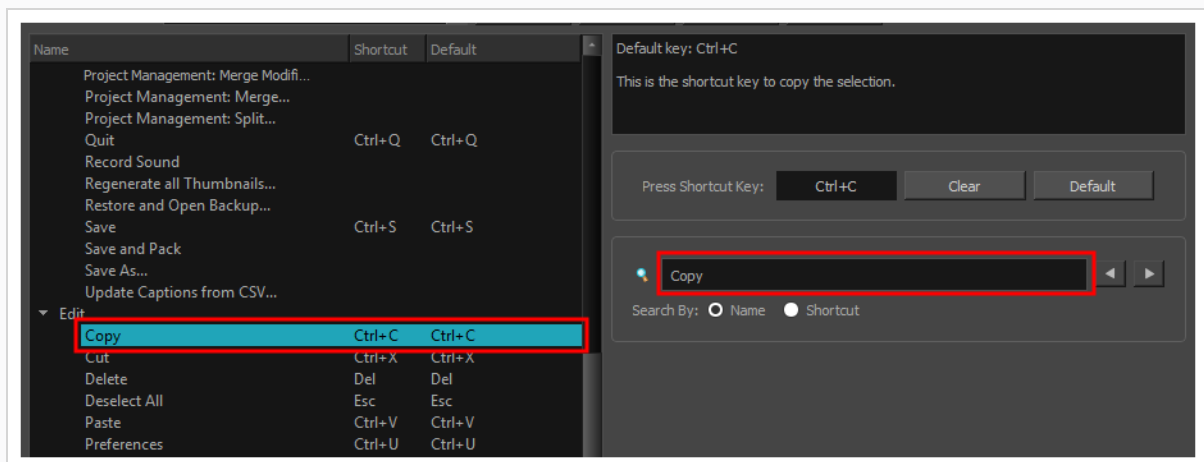 Name Shortcut Default
Project Management: Merge Modifi...
Project Management: Merge...
Project Management: Split...
Quit Ctrl+Q Ctrl+Q
Record Sound
Regenerate all Thumbnails...
Restore and Open Backup...
Save Ctrl+S Ctrl+S
Save and Pack
Save As...
Update Captions from CSV...
Edit
Copy Ctrl+C Ctrl+C
Cut Ctrl+X Ctrl+X
Delete Del Del
Deselect All Esc Esc
Paste Ctrl+V Ctrl+V
Preferences Ctrl+U Ctrl+U
Default key: Ctrl+C
This is the shortcut key to copy the selection.
Press Shortcut Key: Ctrl+C Clear Default
Copy
Search By: Name Shortcut